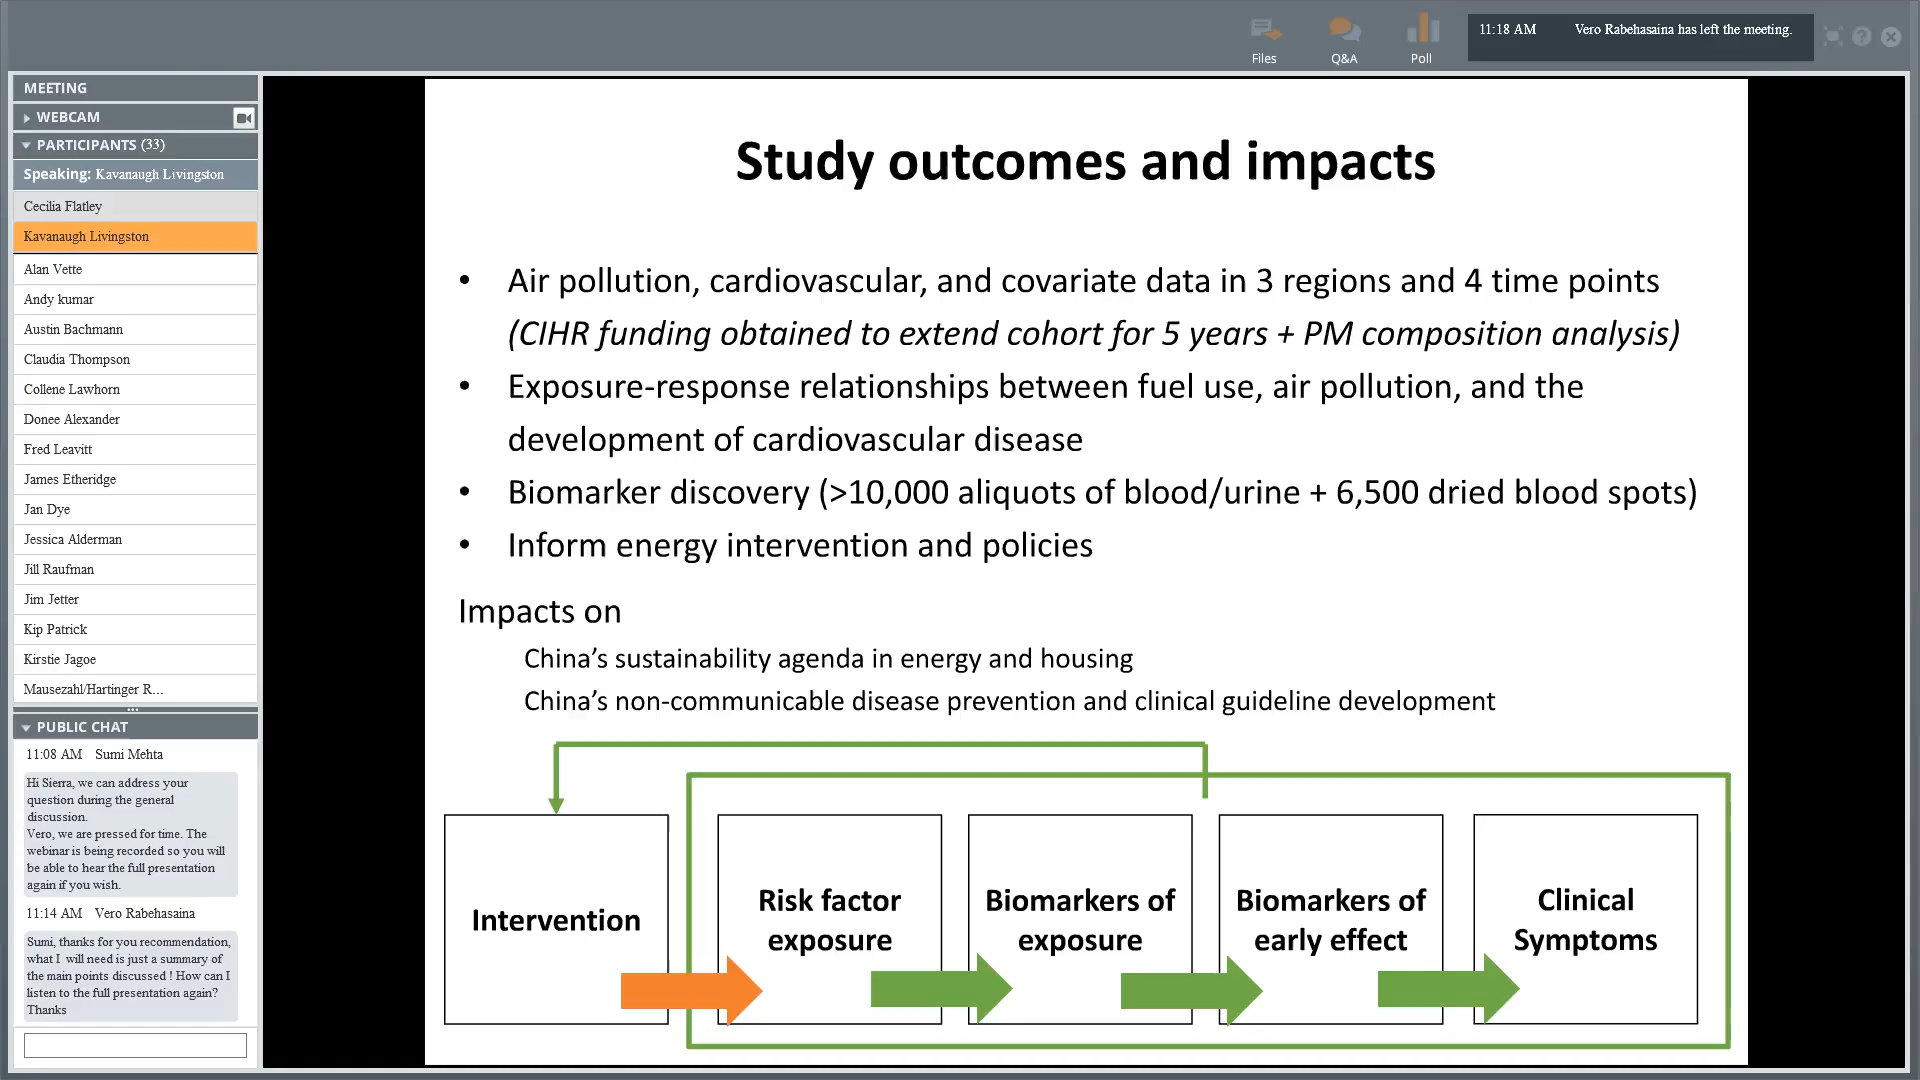 Files
Q&A
Poll
11:18 AM Vero Rabehasaina has left the meeting.
MEETING
WEBCAM
PARTICIPANTS (33)
Speaking: Kavanaugh Livingston
Cecilia Flatley
Kavanaugh Livingston
Alan Vette
Andy kumar
Austin Bachmann
Claudia Thompson
Collene Lawhorn
Donee Alexander
Fred Leavitt
James Etheridge
Jan Dye
Jessica Alderman
Jill Raufman
Jim Jetter
Kip Patrick
Kirstie Jagoe
Mausezahl/Hartinger R...
PUBLIC CHAT
11:08 AM Sumi Mehta
Hi Sierra, we can address your
question during the general
discussion.
Vero, we are pressed for time. The
webinar is being recorded so you will
be able to hear the full presentation
again if you wish.
11:14 AM Vero Rabehasaina
Sumi, thanks for you recommendation,
what I will need is just a summary of
the main points discussed ! How can I
listen to the full presentation again?
Thanks
Study outcomes and impacts
• Air pollution, cardiovascular, and covariate data in 3 regions and 4 time points
(CIHR funding obtained to extend cohort for 5 years + PM composition analysis)
• Exposure-response relationships between fuel use, air pollution, and the
development of cardiovascular disease
• Biomarker discovery (>10,000 aliquots of blood/urine + 6,500 dried blood spots)
• Inform energy intervention and policies
Impacts on
China’s sustainability agenda in energy and housing
China’s non-communicable disease prevention and clinical guideline development
Intervention
Risk factor
exposure
Biomarkers of
exposure
Biomarkers of
early effect
Clinical
Symptoms